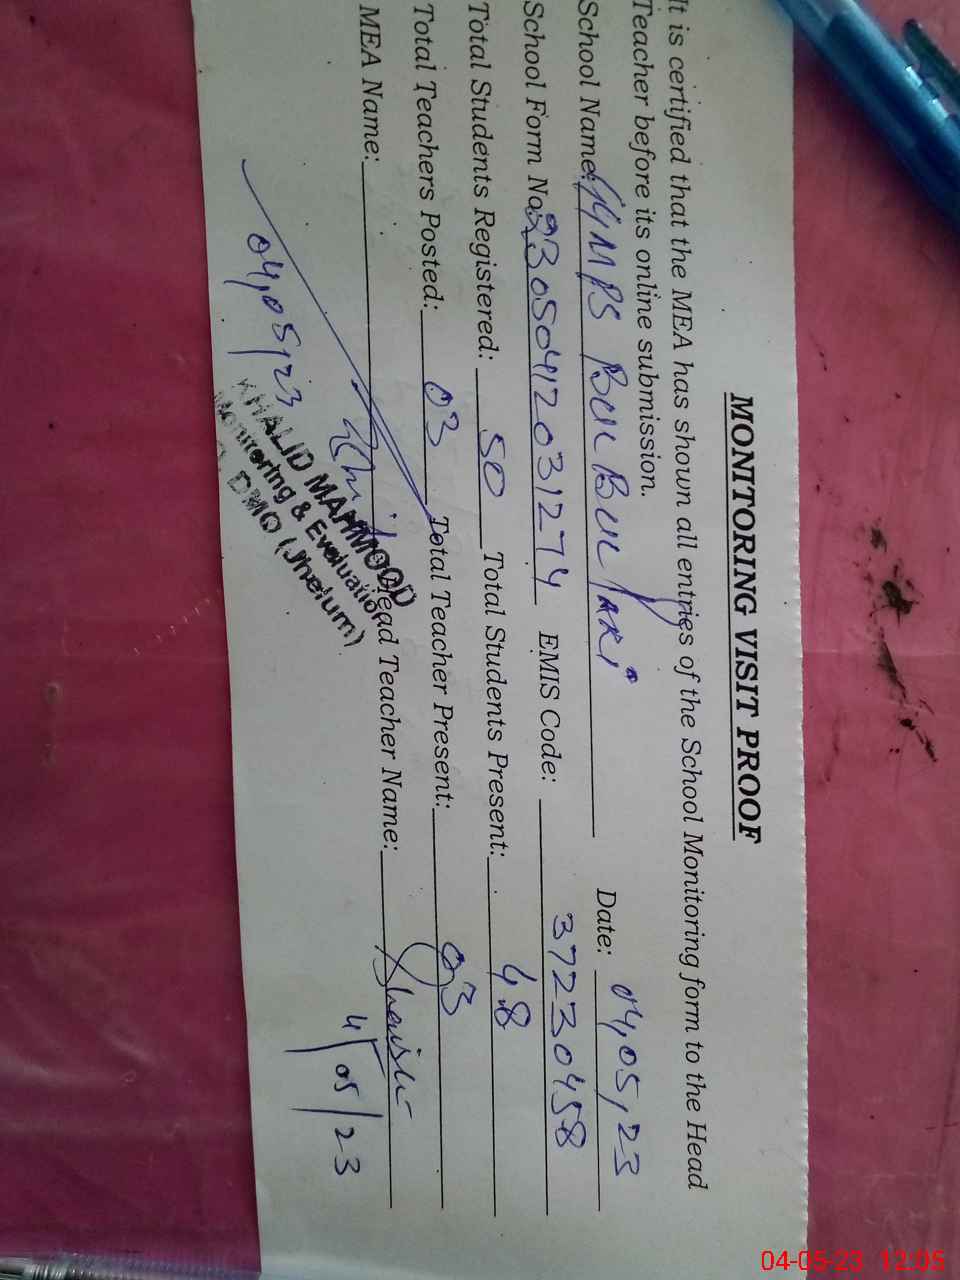 MONITORING VISIT PROOF
It is certified that the MEA has shown all entries of the School Monitoring form to the Head
Teacher before its online submission.
School Name: Date: 04,05,23
School Form No. 23050412031274 EMIS Code: 37230458
Total Students Registered: 50 Total Students Present: 48
Total Teachers Posted: 03 Total Teacher Present: 03
MEA Name: Head Teacher Name:
04,05,23
4/05/23
KHALID MAHMOOD
Monitoring & Evaluation
DMO (Jhelum)
04-05-23 12:05